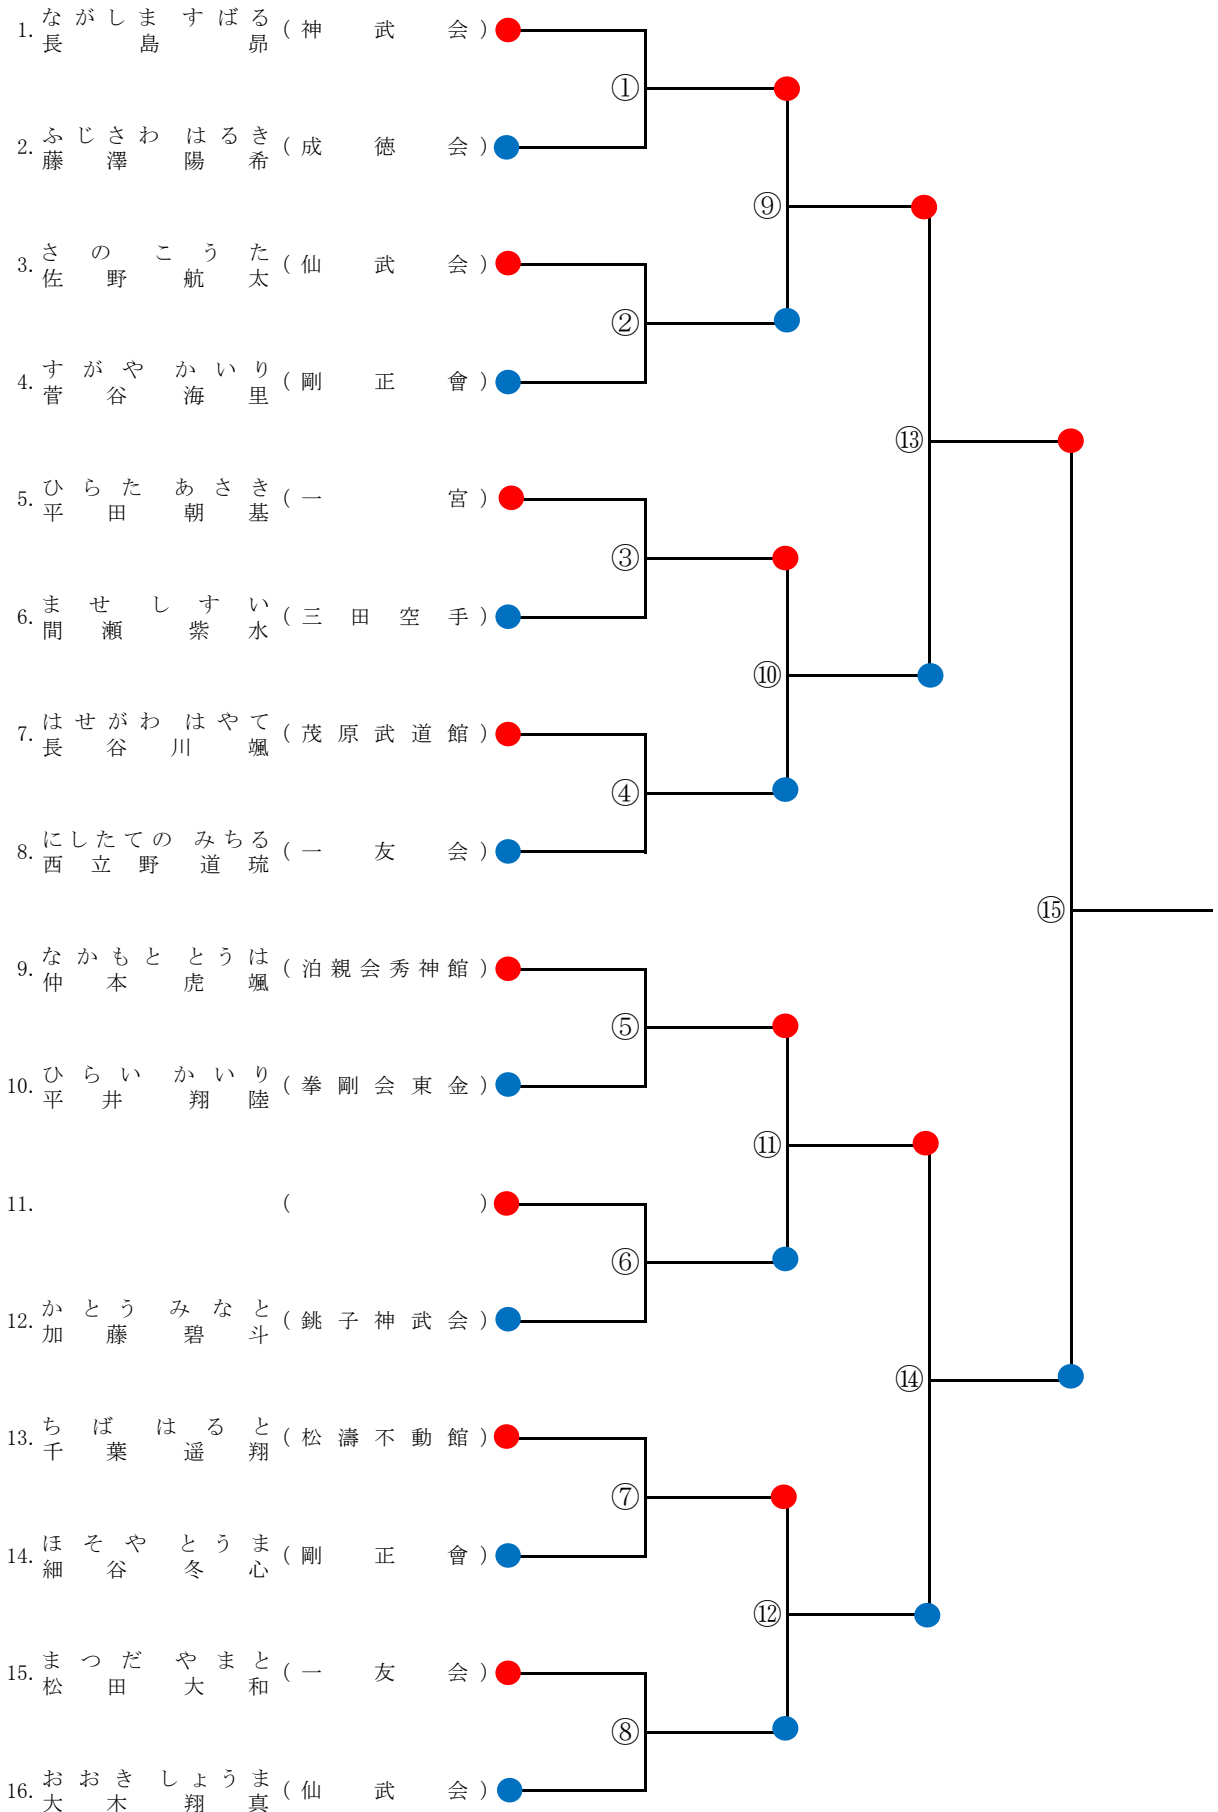 ながしま すばる
1. 長島 昴 (神武会)
①
ふじさわ はるき
2. 藤澤 陽希 (成徳会)
⑨
さの こうた
3. 佐野 航太 (仙武会)
②
すがや かいり
4. 菅谷 海里 (剛正會)
⑬
ひらた あさき
5. 平田 朝基 (一宮)
③
ませ しすい
6. 間瀬 紫水 (三田空手)
⑩
はせがわ はやて
7. 長谷川 颯 (茂原武道館)
④
にしたての みちる
8. 西立野 道琉 (一友会)
⑮
なかもと とうは
9. 仲本 虎颯 (泊親会秀神館)
⑤
ひらい かいり
10. 平井 翔陸 (拳剛会東金)
⑪
11. ( )
⑥
かとう みなと
12. 加藤 碧斗 (銚子神武会)
⑭
ちば はると
13. 千葉 遥翔 (松濤不動館)
⑦
ほそや とうま
14. 細谷 冬心 (剛正會)
⑫
まつだ やまと
15. 松田 大和 (一友会)
⑧
おおき しょうま
16. 大木 翔真 (仙武会)